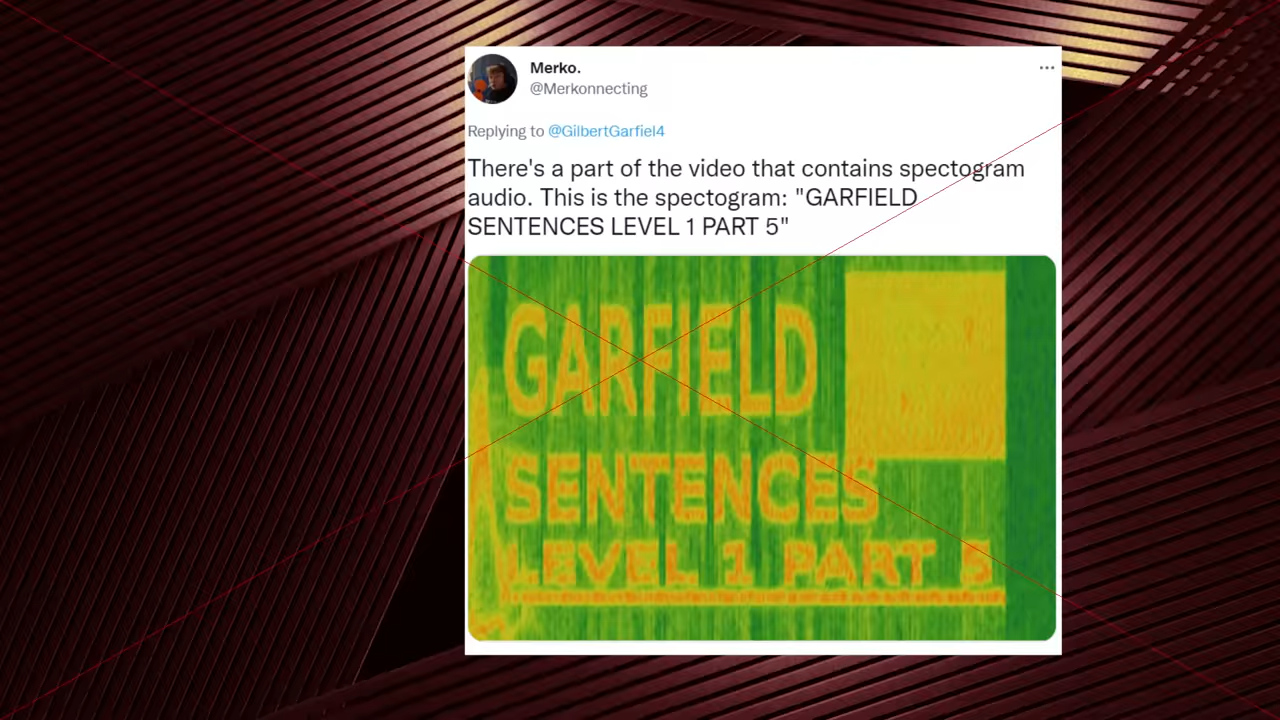 Merko.
@Merkonnecting
Replying to @GilbertGarfiel4
There's a part of the video that contains spectogram
audio. This is the spectogram: "GARFIELD
SENTENCES LEVEL 1 PART 5"
GARFIELD
SENTENCES
LEVEL 1 PART 5